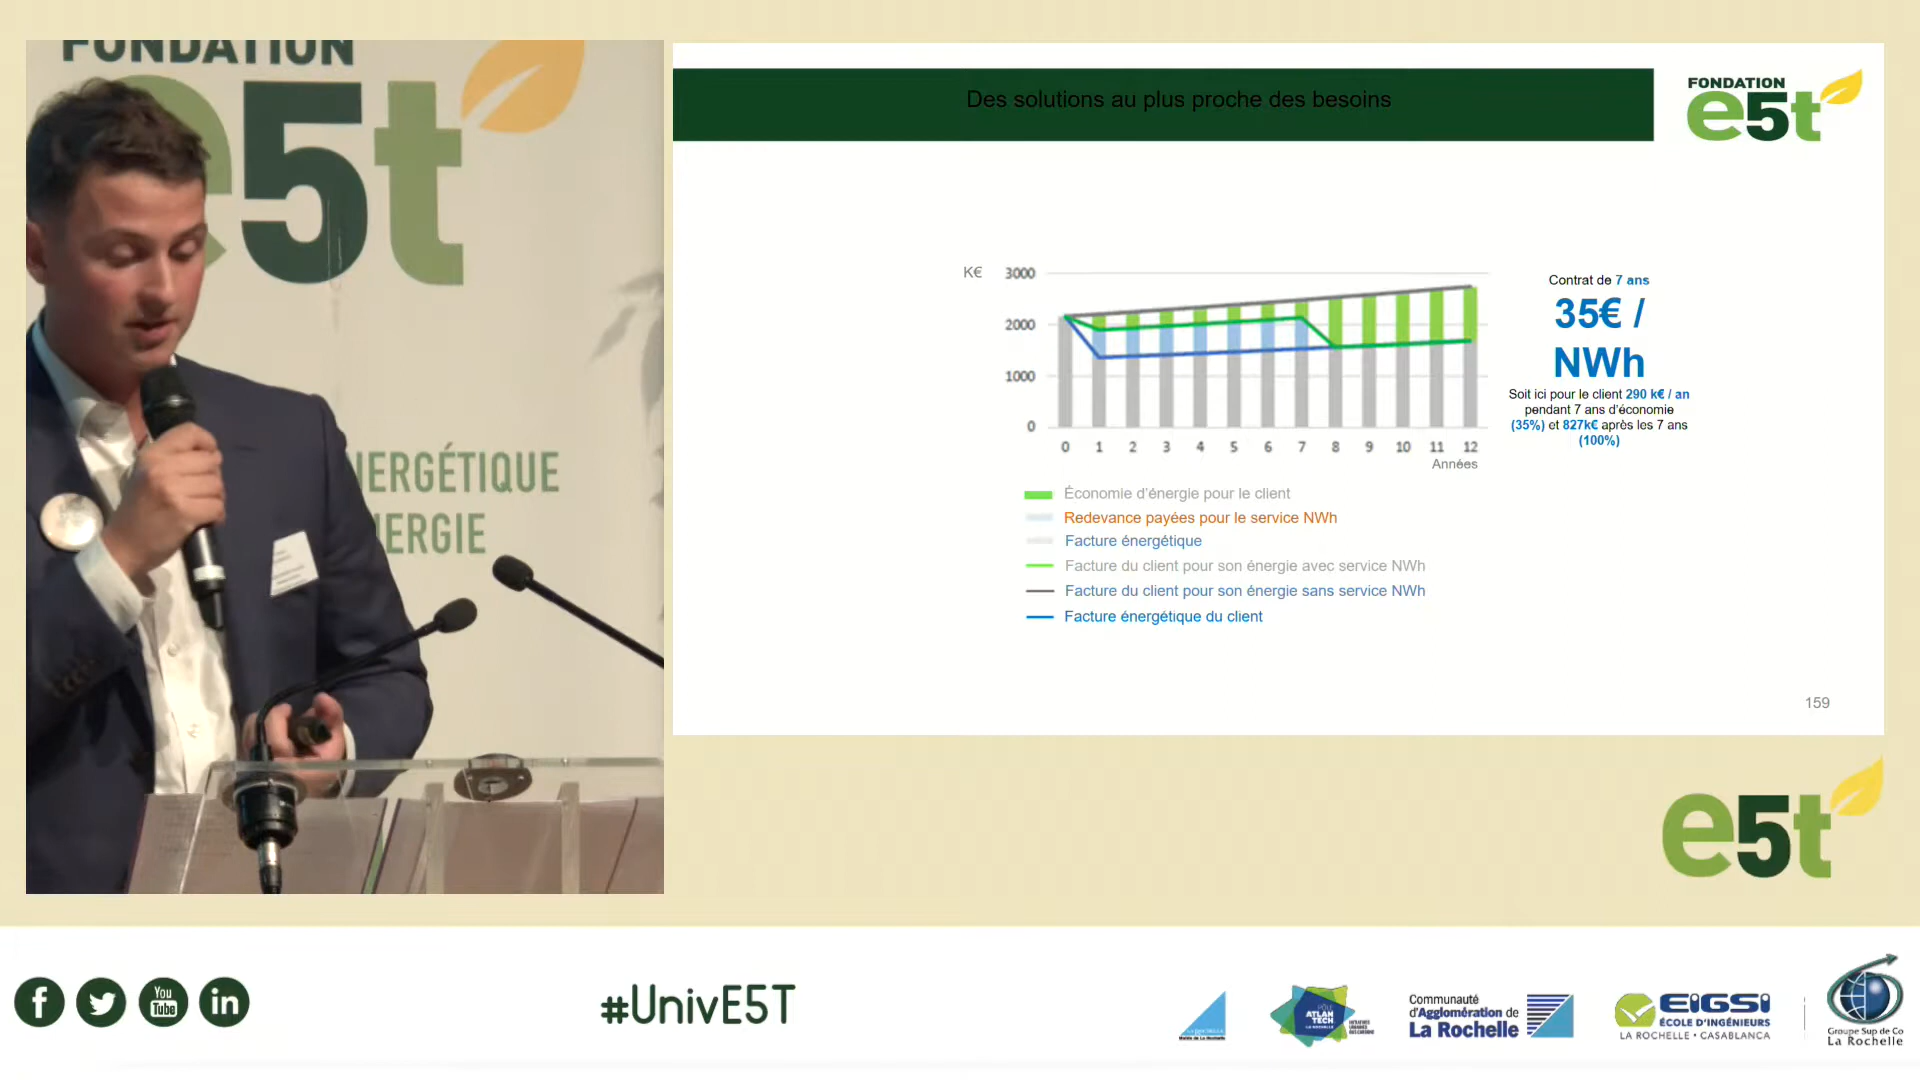 FONDATION
e5t
ERGÉTIQUE
ERGIE
Des solutions au plus proche des besoins
FONDATION
e5t
K€
3000
2000
1000
0
0 1 2 3 4 5 6 7 8 9 10 11 12
Années
Contrat de 7 ans
35€ /
NWh
Soit ici pour le client 290 k€ / an
pendant 7 ans d'économie
(35%) et 827k€ après les 7 ans
(100%)
Économie d'énergie pour le client
Redevance payées pour le service NWh
Facture énergétique
Facture du client pour son énergie avec service NWh
Facture du client pour son énergie sans service NWh
Facture énergétique du client
159
e5t
f You Tube in
#UnivE5T
ATLAN
TECH
Communauté
d'Agglomération de
La Rochelle
EIGSI
ÉCOLE D'INGÉNIEURS
LA ROCHELLE • CASABLANCA
Groupe Sup de Co
La Rochelle